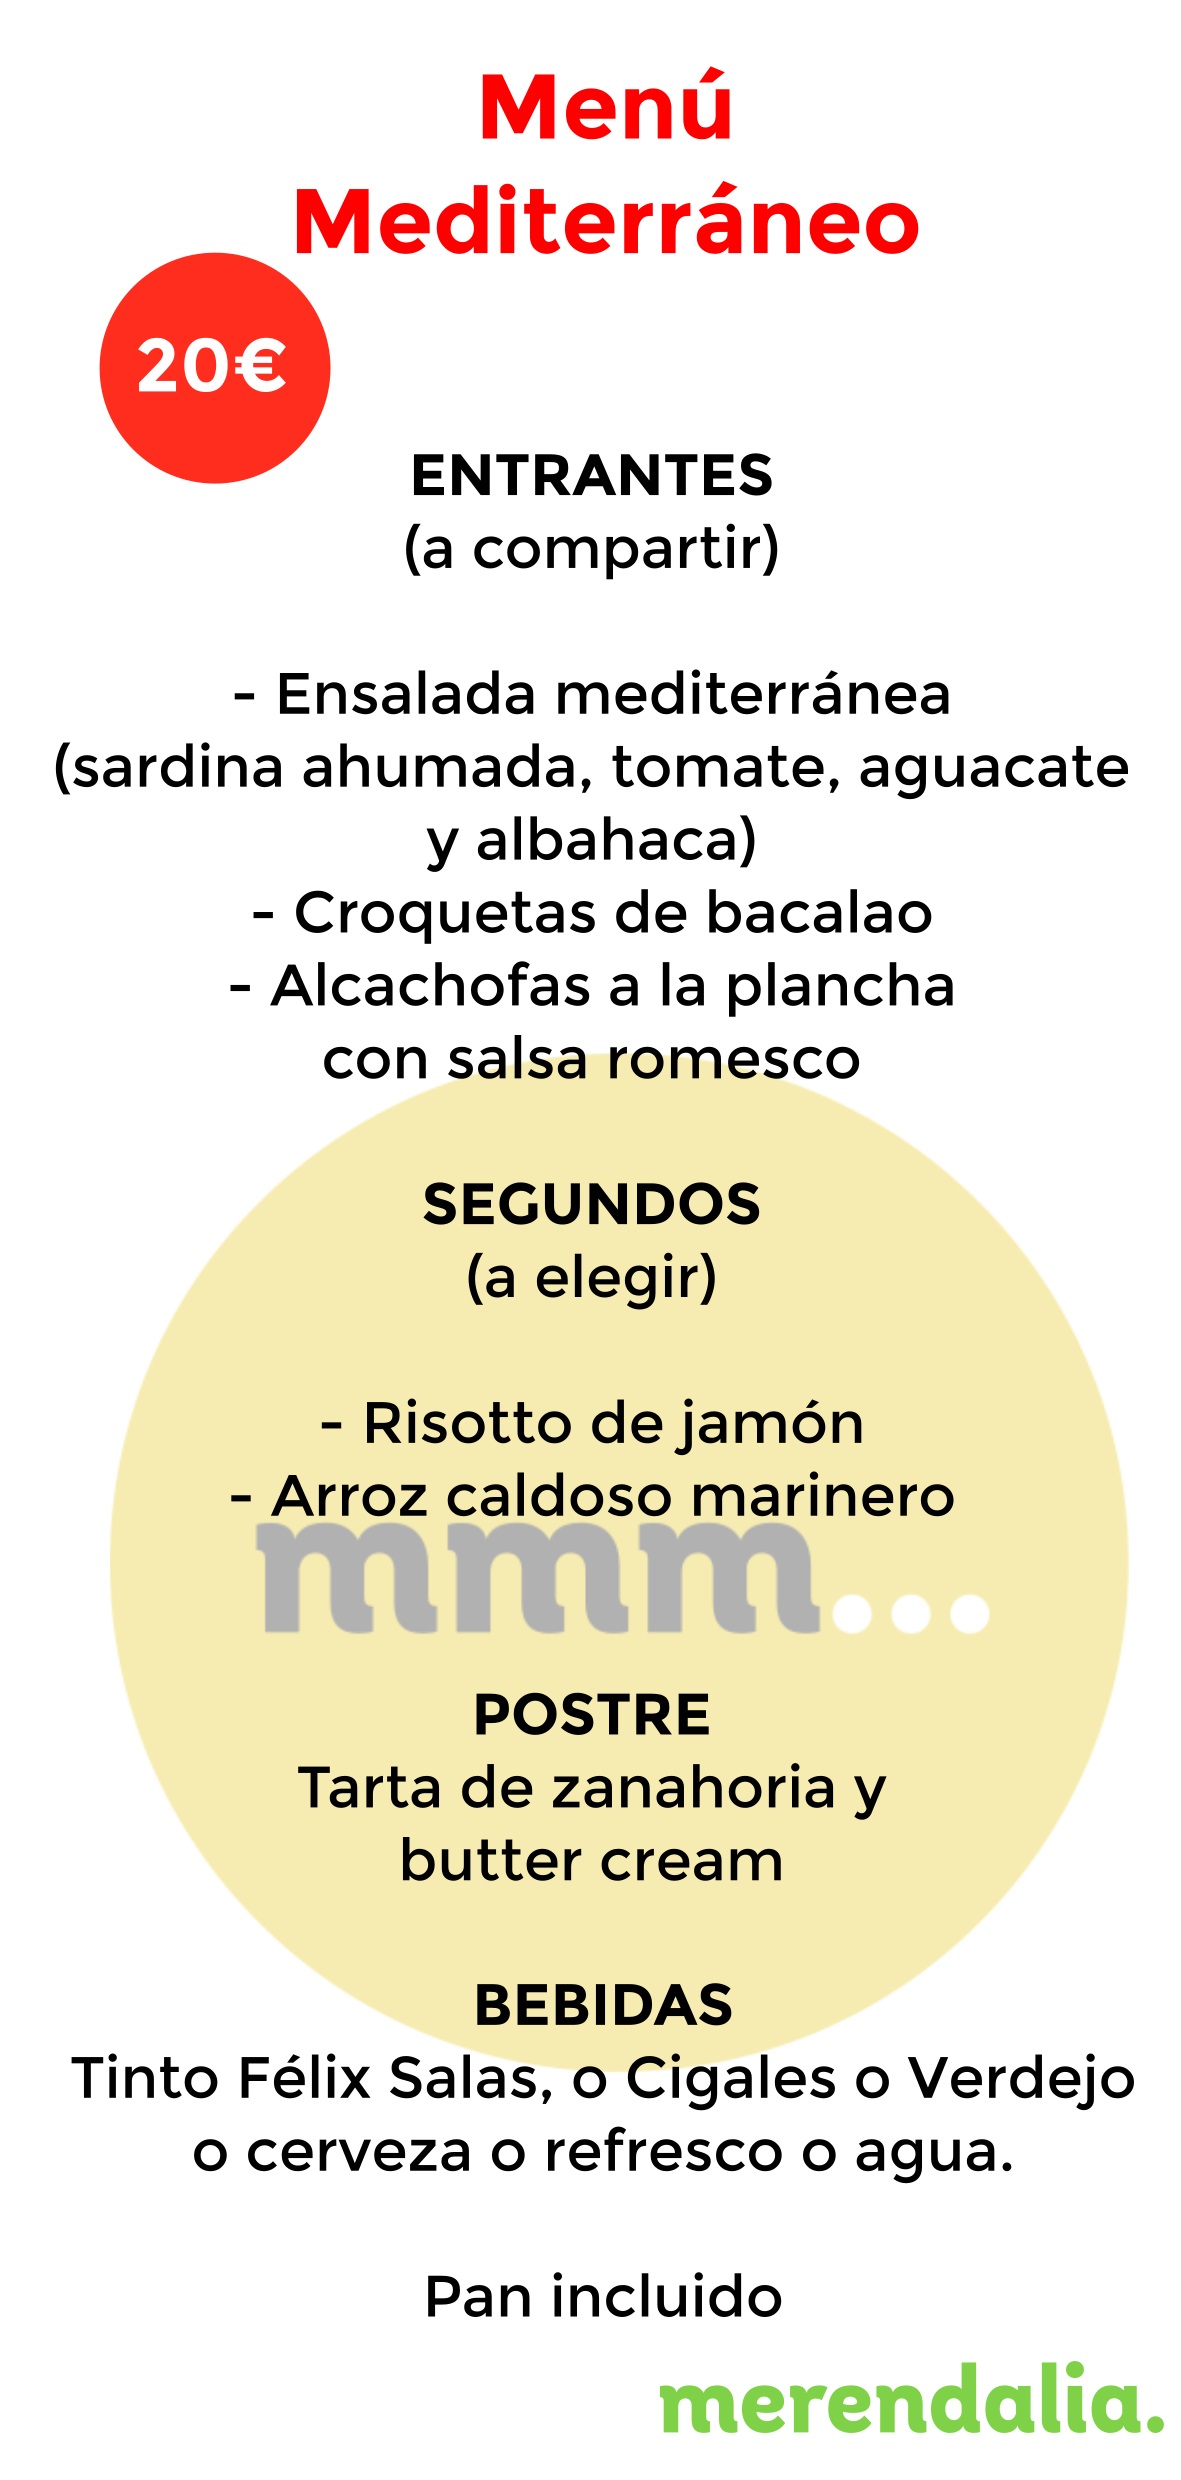 Menú
Mediterráneo
20€
ENTRANTES
(a compartir)
- Ensalada mediterránea
(sardina ahumada, tomate, aguacate
y albahaca)
- Croquetas de bacalao
- Alcachofas a la plancha
con salsa romesco
SEGUNDOS
(a elegir)
- Risotto de jamón
- Arroz caldoso marinero
mmm...
POSTRE
Tarta de zanahoria y
butter cream
BEBIDAS
Tinto Félix Salas, o Cigales o Verdejo
o cerveza o refresco o agua.
Pan incluido
merendalia.